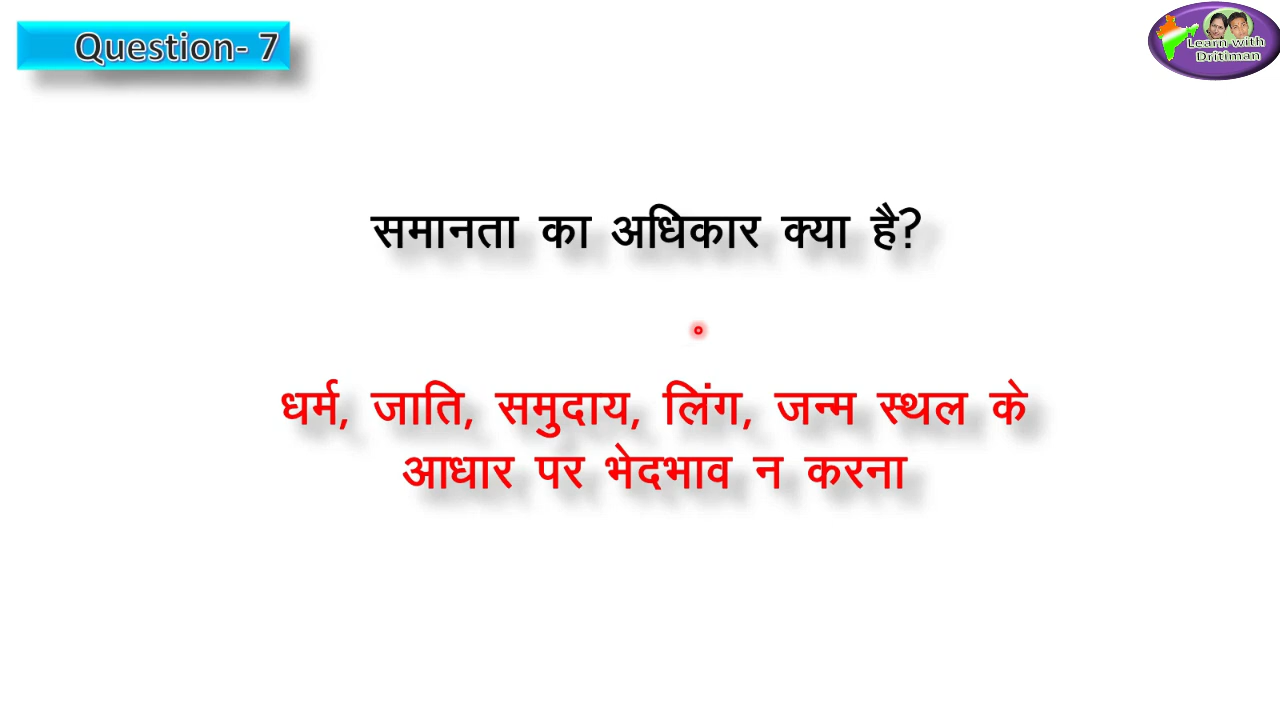 Question- 7
Learn with
Dritiman
समानता का अधिकार क्या है?
धर्म, जाति, समुदाय, लिंग, जन्म स्थल के
आधार पर भेदभाव न करना